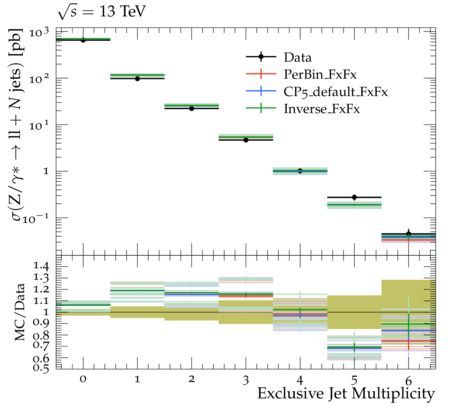 √s = 13 TeV
σ(Z/γ* → ll + N jets) [pb]
10³
10²
10¹
1
10⁻¹
Data
PerBin_FxFx
CP5_default_FxFx
Inverse_FxFx
MC/Data
1.4
1.3
1.2
1.1
1
0.9
0.8
0.7
0.6
0.5
0 1 2 3 4 5 6
Exclusive Jet Multiplicity